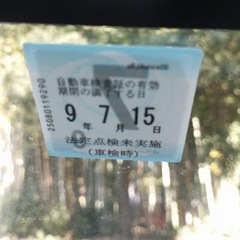 自動車検査証の有効
期間の満了する日
9 7 15
年 月 日
法定点検未実施
(車検時)
25080119290